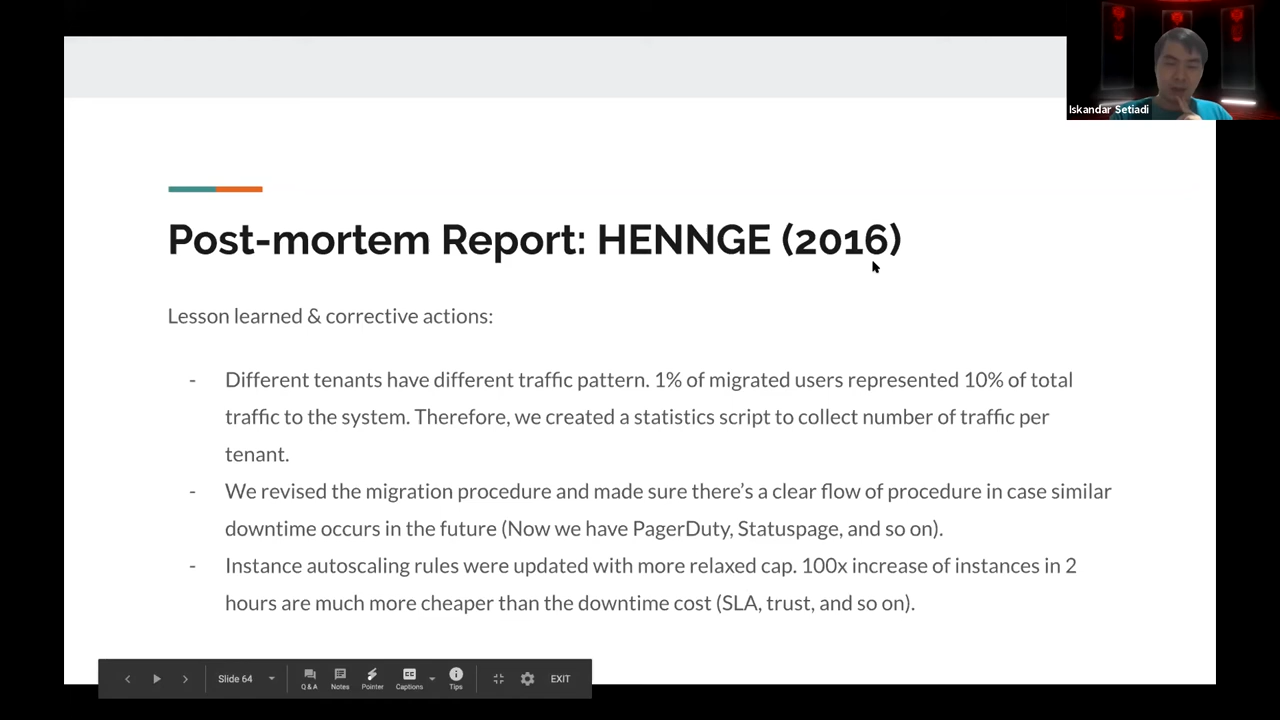 Iskandar Setiadi
Post-mortem Report: HENNGE (2016)
Lesson learned & corrective actions:
- Different tenants have different traffic pattern. 1% of migrated users represented 10% of total
traffic to the system. Therefore, we created a statistics script to collect number of traffic per
tenant.
- We revised the migration procedure and made sure there’s a clear flow of procedure in case similar
downtime occurs in the future (Now we have PagerDuty, Statuspage, and so on).
- Instance autoscaling rules were updated with more relaxed cap. 100x increase of instances in 2
hours are much more cheaper than the downtime cost (SLA, trust, and so on).
Slide 64 Q & A Notes Pointer CC Captions Tips EXIT